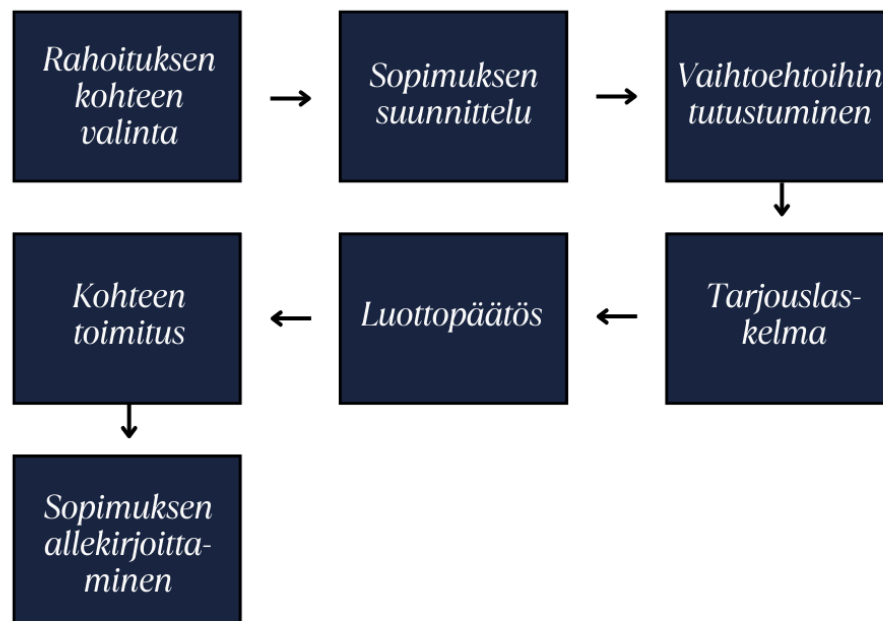 Rahoituksen
kohteen
valinta
Sopimuksen
suunnittelu
Vaihtoehtoihin
tutustuminen
Tarjouslas-
kelma
Luottopäätös
Kohteen
toimitus
Sopimuksen
allekirjoitta-
minen